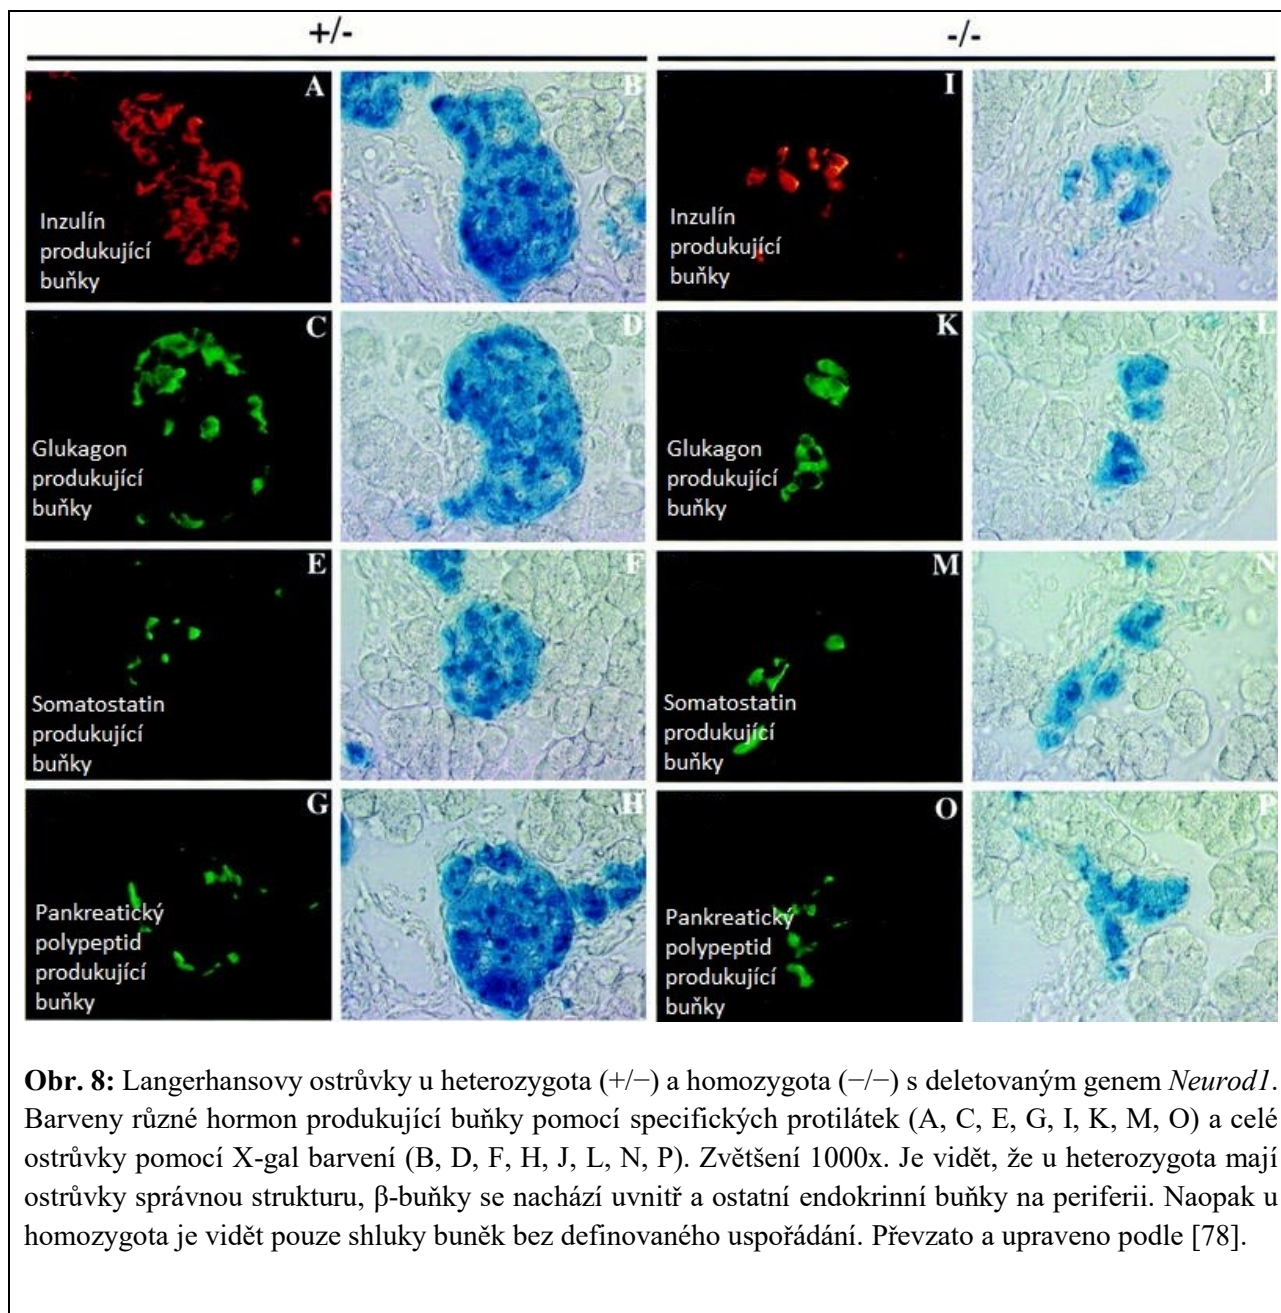 +/-
-/-
A
B
I
J
Inzulín
produkující
buňky
Inzulín
produkující
buňky
C
D
K
L
Glukagon
produkující
buňky
Glukagon
produkující
buňky
E
F
M
N
Somatostatin
produkující
buňky
Somatostatin
produkující
buňky
G
H
O
P
Pankreatický
polypeptid
produkující
buňky
Pankreatický
polypeptid
produkující
buňky
Obr. 8: Langerhansovy ostrůvky u heterozygota (+/−) a homozygota (−/−) s deletovaným genem Neurod1.
Barveny různé hormon produkující buňky pomocí specifických protilátek (A, C, E, G, I, K, M, O) a celé
ostrůvky pomocí X-gal barvení (B, D, F, H, J, L, N, P). Zvětšení 1000x. Je vidět, že u heterozygota mají
ostrůvky správnou strukturu, β-buňky se nachází uvnitř a ostatní endokrinní buňky na periferii. Naopak u
homozygota je vidět pouze shluky buněk bez definovaného uspořádání. Převzato a upraveno podle [78].